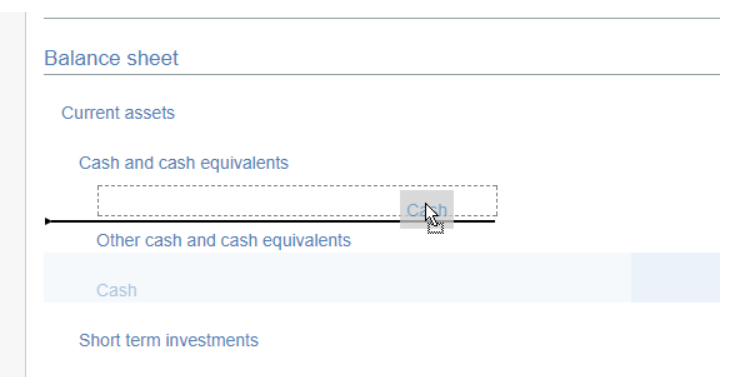 Balance sheet
Current assets
Cash and cash equivalents
Cash
Other cash and cash equivalents
Cash
Short term investments